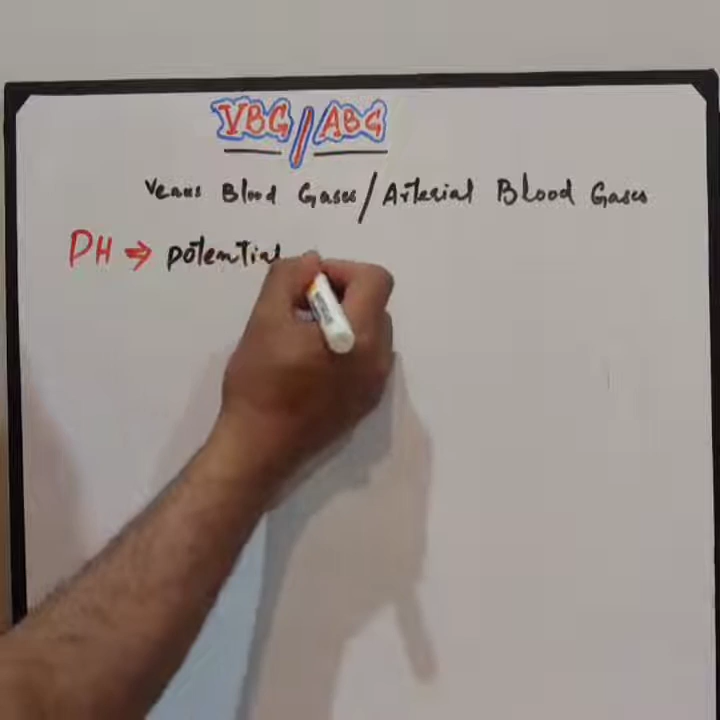 VBG / ABG
Venus Blood Gases / Arterial Blood Gases
PH ⇒ potential